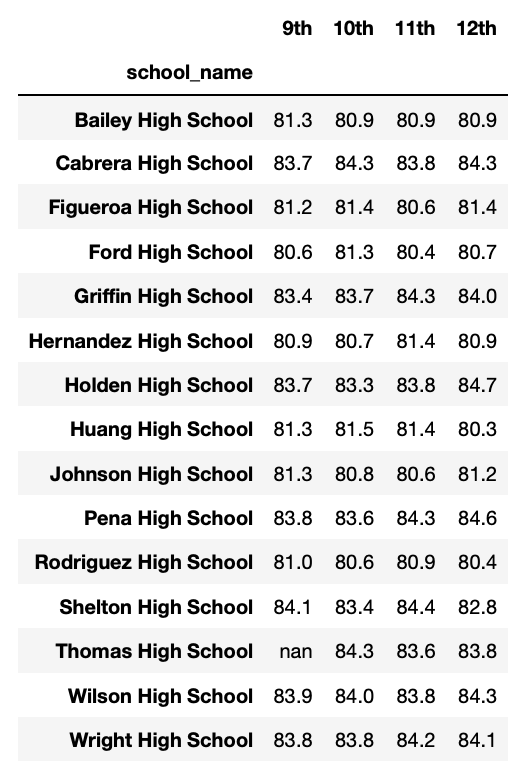 9th 10th 11th 12th
school_name
Bailey High School 81.3 80.9 80.9 80.9
Cabrera High School 83.7 84.3 83.8 84.3
Figueroa High School 81.2 81.4 80.6 81.4
Ford High School 80.6 81.3 80.4 80.7
Griffin High School 83.4 83.7 84.3 84.0
Hernandez High School 80.9 80.7 81.4 80.9
Holden High School 83.7 83.3 83.8 84.7
Huang High School 81.3 81.5 81.4 80.3
Johnson High School 81.3 80.8 80.6 81.2
Pena High School 83.8 83.6 84.3 84.6
Rodriguez High School 81.0 80.6 80.9 80.4
Shelton High School 84.1 83.4 84.4 82.8
Thomas High School nan 84.3 83.6 83.8
Wilson High School 83.9 84.0 83.8 84.3
Wright High School 83.8 83.8 84.2 84.1